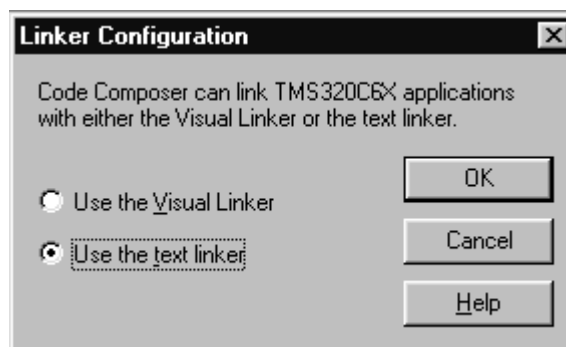 Linker Configuration
Code Composer can link TMS320C6X applications
with either the Visual Linker or the text linker.
OK
Use the Visual Linker
Cancel
Use the text linker
Help